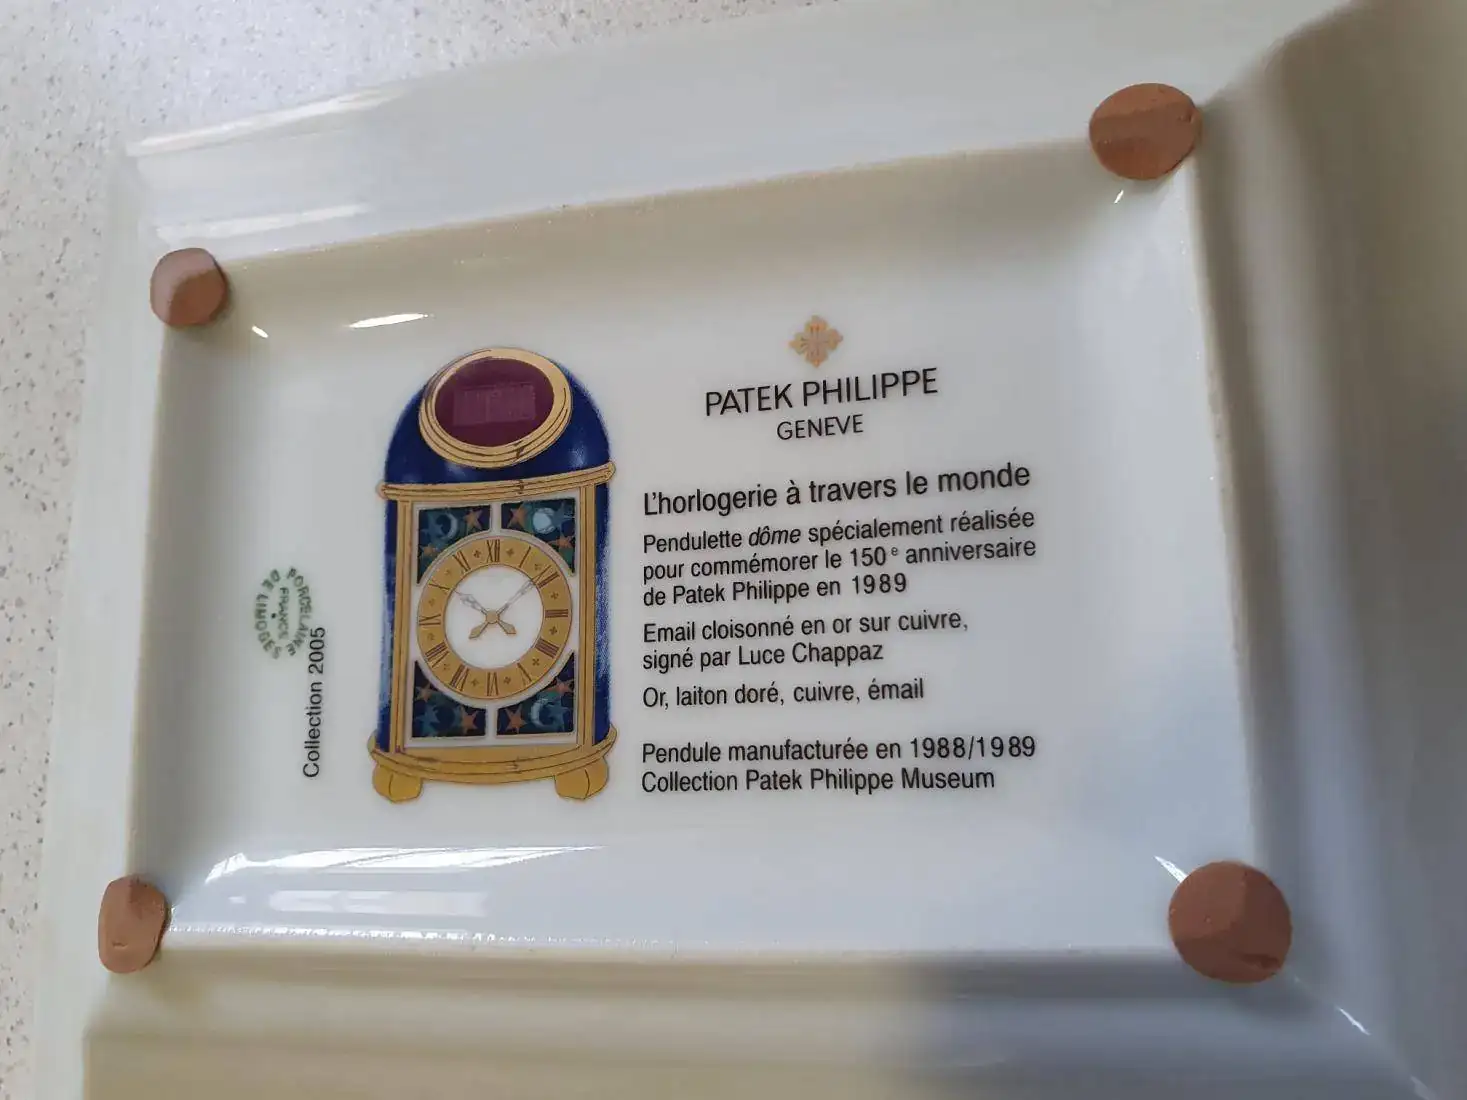 PATEK PHILIPPE
GENEVE
L'horlogerie à travers le monde
Pendulette dôme spécialement réalisée
pour commémorer le 150e anniversaire
de Patek Philippe en 1989
Email cloisonné en or sur cuivre,
signé par Luce Chappaz
Or, laiton doré, cuivre, émail
Pendule manufacturée en 1988/1989
Collection Patek Philippe Museum
PORCELAINE
FRANCE
DE LIMOGES
Collection 2005